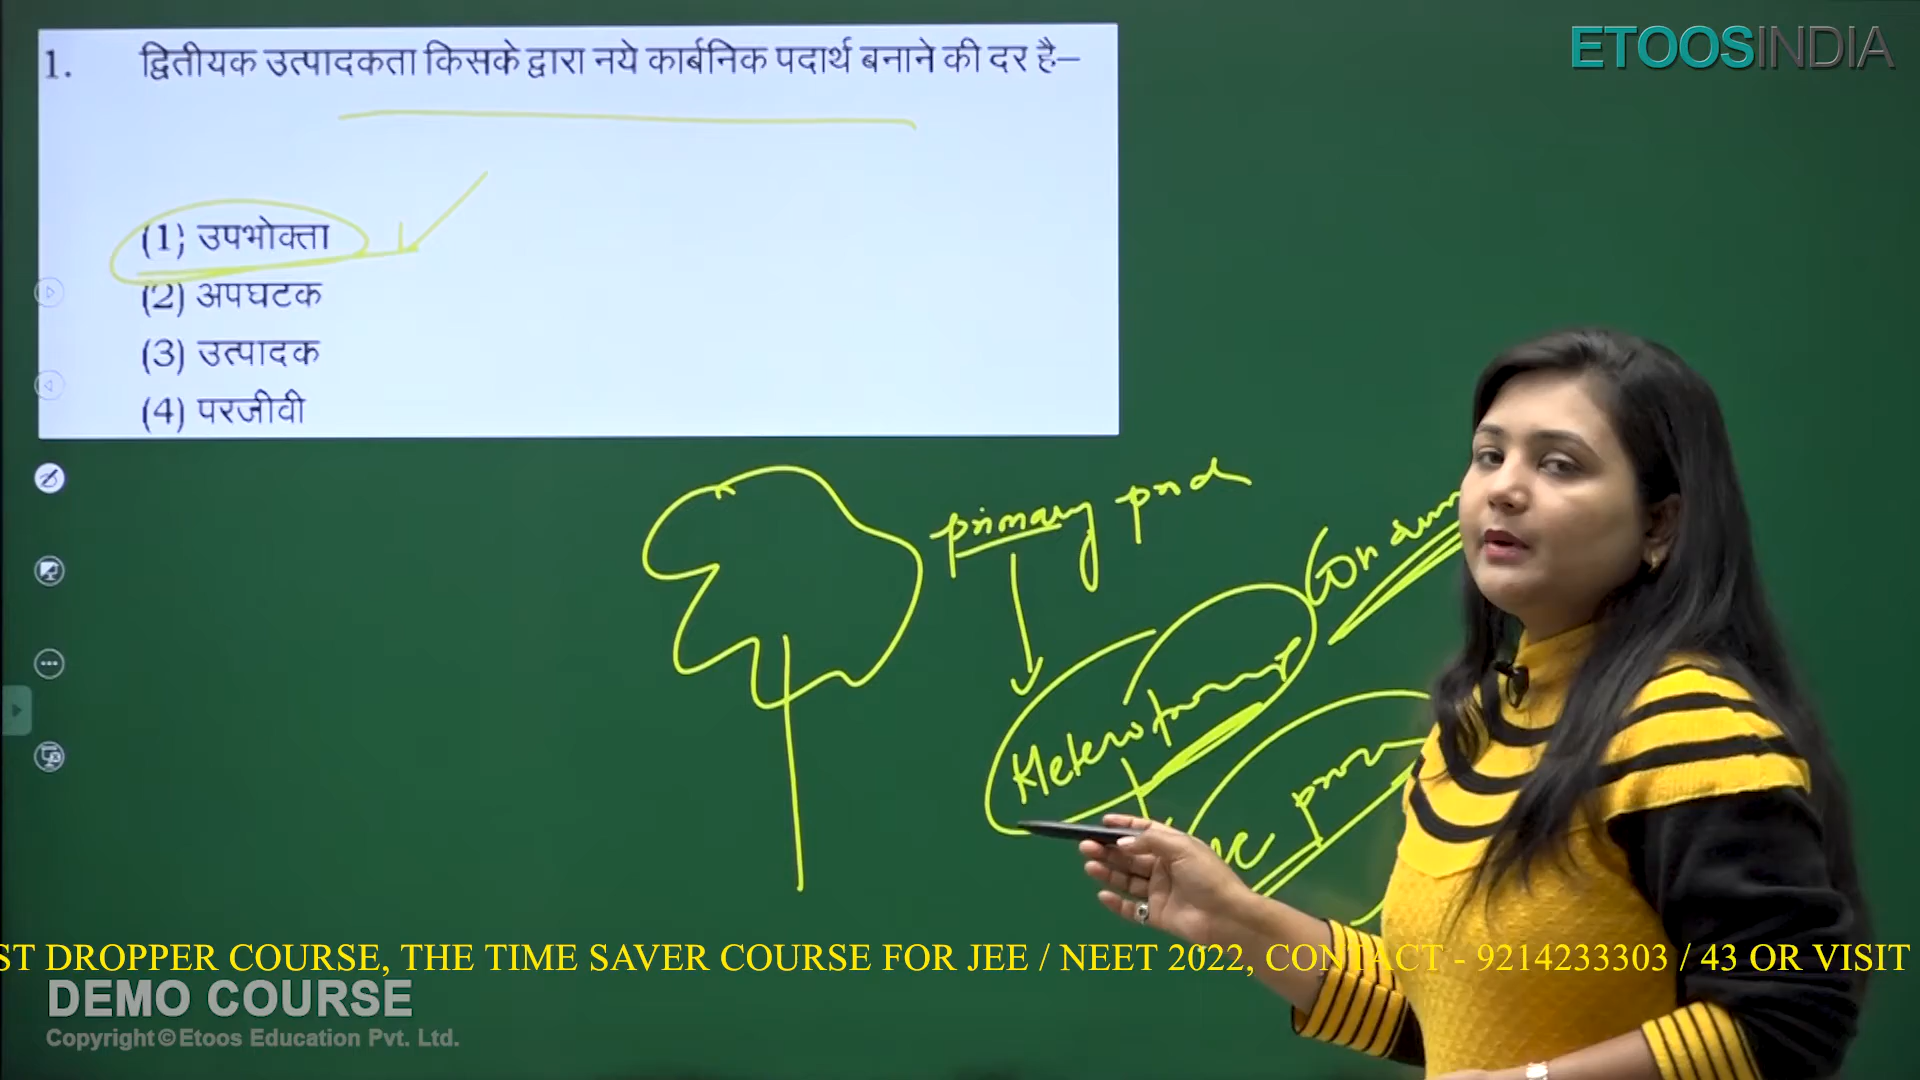 ETOOSINDIA
1. द्वितीयक उत्पादकता किसके द्वारा नये कार्बनिक पदार्थ बनाने की दर है–
(1) उपभोक्ता
(2) अपघटक
(3) उत्पादक
(4) परजीवी
primary prod
ST DROPPER COURSE, THE TIME SAVER COURSE FOR JEE / NEET 2022, CONTACT - 9214233303 / 43 OR VISIT
DEMO COURSE
Copyright © Etoos Education Pvt. Ltd.